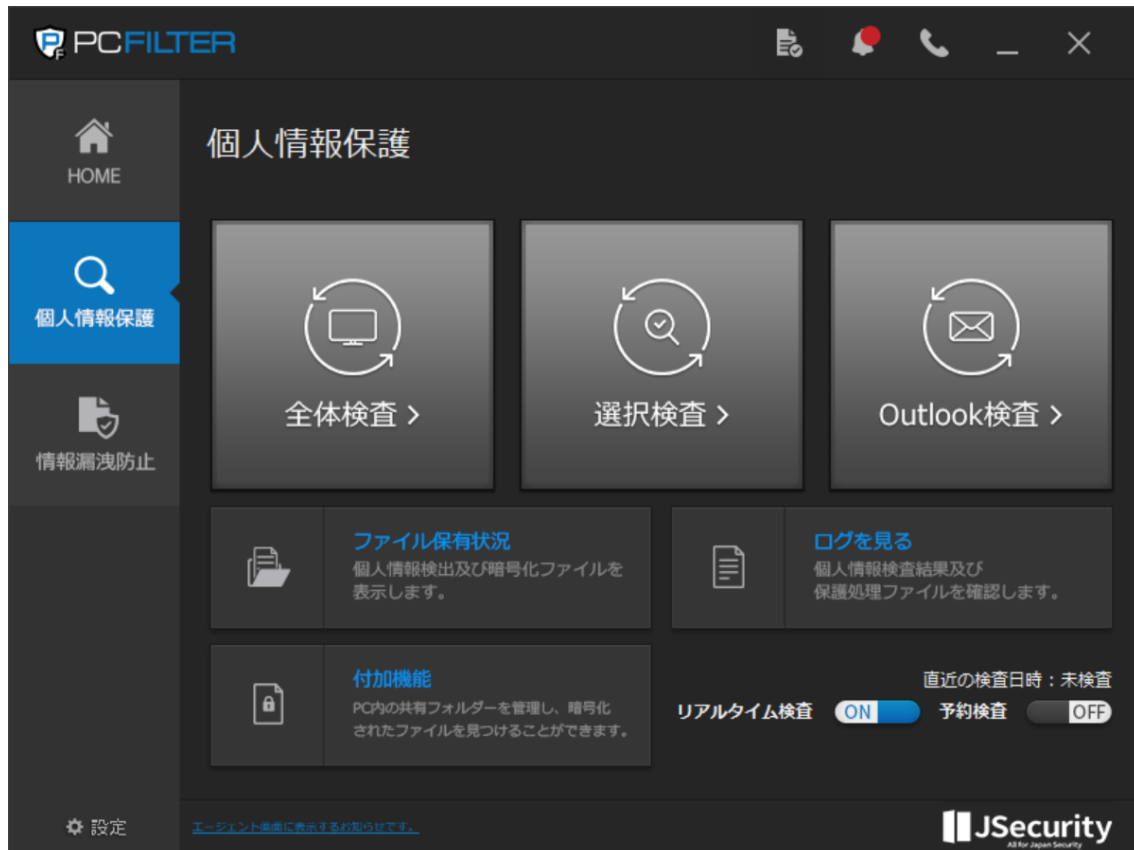 PCFILTER
HOME
個人情報保護
情報漏洩防止
設定
個人情報保護
全体検査
選択検査
Outlook検査
ファイル保有状況
個人情報検出及び暗号化ファイルを
表示します。
ログを見る
個人情報検査結果及び
保護処理ファイルを確認します。
付加機能
PC内の共有フォルダーを管理し、暗号化
されたファイルを見つけることができます。
直近の検査日時：未検査
リアルタイム検査 ON 予約検査 OFF
エージェント画面に表示するお知らせです。
JSecurity
All for Japan Security